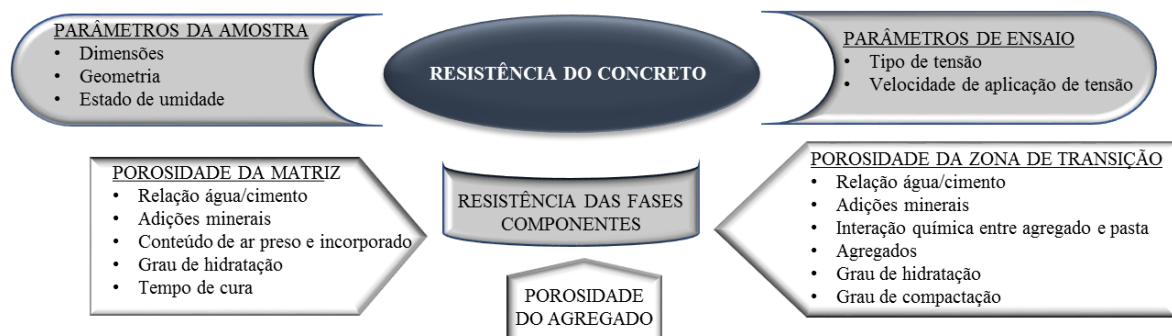 PARÂMETROS DA AMOSTRA
• Dimensões
• Geometria
• Estado de umidade
RESISTÊNCIA DO CONCRETO
PARÂMETROS DE ENSAIO
• Tipo de tensão
• Velocidade de aplicação de tensão
POROSIDADE DA MATRIZ
• Relação água/cimento
• Adições minerais
• Conteúdo de ar preso e incorporado
• Grau de hidratação
• Tempo de cura
RESISTÊNCIA DAS FASES
COMPONENTES
POROSIDADE DA ZONA DE TRANSIÇÃO
• Relação água/cimento
• Adições minerais
• Interação química entre agregado e pasta
• Agregados
• Grau de hidratação
• Grau de compactação
POROSIDADE
DO AGREGADO